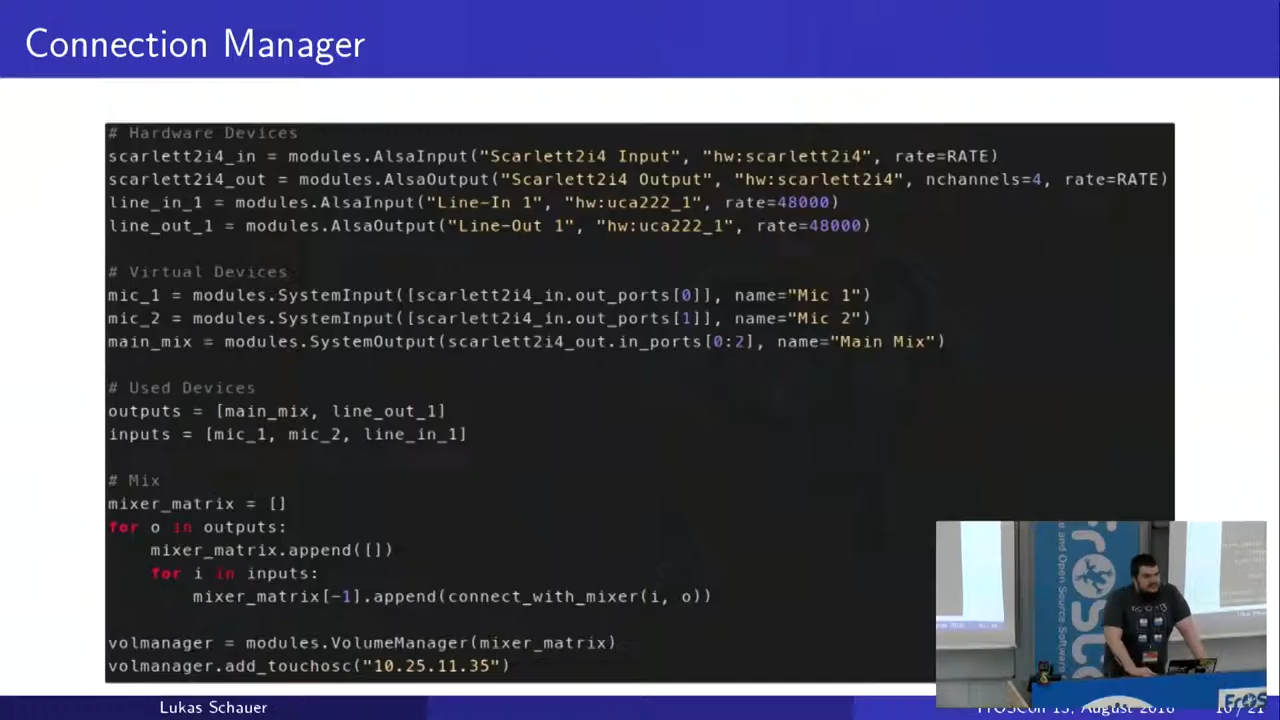 Connection Manager
# Hardware Devices
scarlett2i4_in = modules.AlsaInput("Scarlett2i4 Input", "hw:scarlett2i4", rate=RATE)
scarlett2i4_out = modules.AlsaOutput("Scarlett2i4 Output", "hw:scarlett2i4", nchannels=4, rate=RATE)
line_in_1 = modules.AlsaInput("Line-In 1", "hw:uca222_1", rate=48000)
line_out_1 = modules.AlsaOutput("Line-Out 1", "hw:uca222_1", rate=48000)
# Virtual Devices
mic_1 = modules.SystemInput([scarlett2i4_in.out_ports[0]], name="Mic 1")
mic_2 = modules.SystemInput([scarlett2i4_in.out_ports[1]], name="Mic 2")
main_mix = modules.SystemOutput(scarlett2i4_out.in_ports[0:2], name="Main Mix")
# Used Devices
outputs = [main_mix, line_out_1]
inputs = [mic_1, mic_2, line_in_1]
# Mix
mixer_matrix = []
for o in outputs:
    mixer_matrix.append([])
    for i in inputs:
        mixer_matrix[-1].append(connect_with_mixer(i, o))
volmanager = modules.VolumeManager(mixer_matrix)
volmanager.add_touchosc("10.25.11.35")
Lukas Schauer